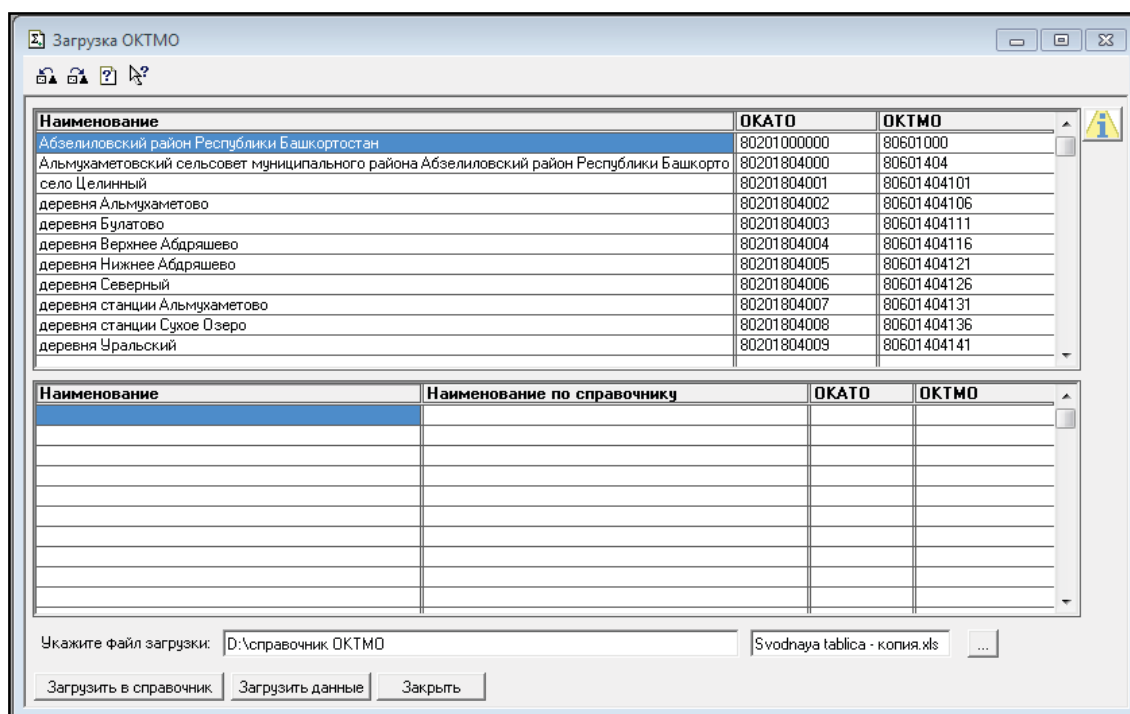 Загрузка ОКТМО
Наименование ОКАТО ОКТМО
Абзелиловский район Республики Башкортостан 80201000000 80601000
Альмухаметовский сельсовет муниципального района Абзелиловский район Республики Башкорто 80201804000 80601404
село Целинный 80201804001 80601404101
деревня Альмухаметово 80201804002 80601404106
деревня Булатово 80201804003 80601404111
деревня Верхнее Абдряшево 80201804004 80601404116
деревня Нижнее Абдряшево 80201804005 80601404121
деревня Северный 80201804006 80601404126
деревня станции Альмухаметово 80201804007 80601404131
деревня станции Сухое Озеро 80201804008 80601404136
деревня Уральский 80201804009 80601404141
Наименование Наименование по справочнику ОКАТО ОКТМО
Укажите файл загрузки: D:\справочник ОКТМО Svodnaya tablica - копия.xls ...
Загрузить в справочник Загрузить данные Закрыть